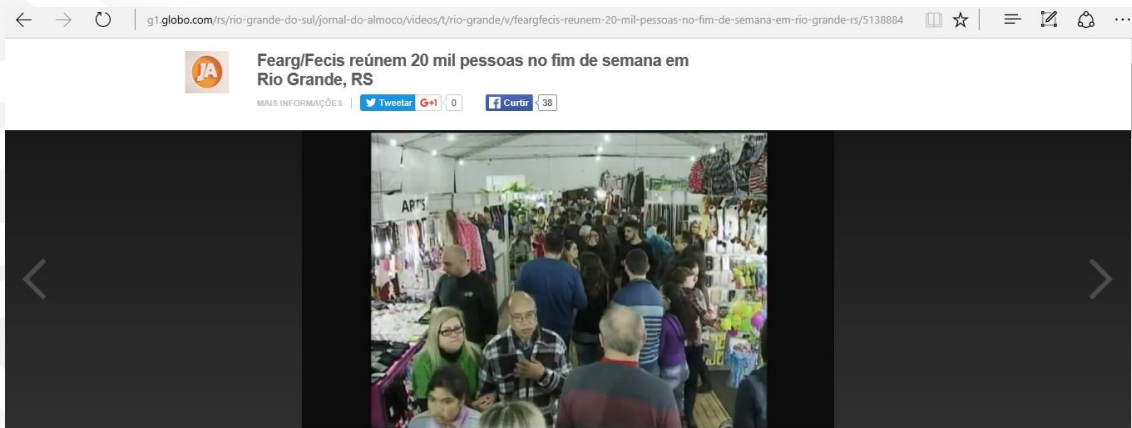 g1.globo.com/rs/rio-grande-do-sul/jornal-do-almoco/videos/t/rio-grande/v/feargfecis-reunem-20-mil-pessoas-no-fim-de-semana-em-rio-grande-rs/5138884
JA
Fearg/Fecis reúnem 20 mil pessoas no fim de semana em
Rio Grande, RS
MAIS INFORMAÇÕES | Tweetar G+1 0 Curtir 38
ART'S